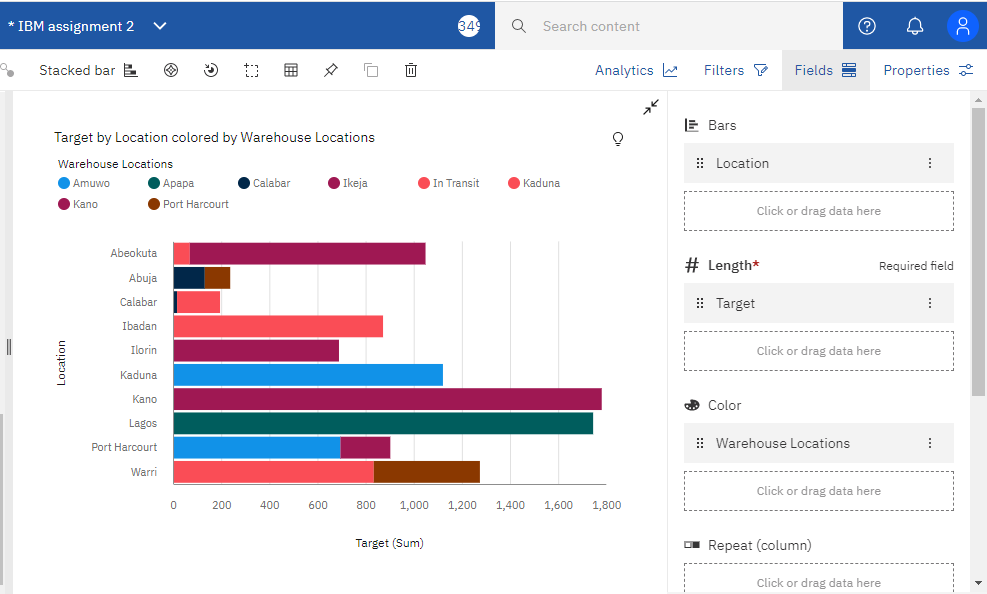 * IBM assignment 2
Search content
Stacked bar
Analytics
Filters
Fields
Properties
Target by Location colored by Warehouse Locations
Warehouse Locations
Amuwo Apapa Calabar Ikeja In Transit Kaduna
Kano Port Harcourt
Abeokuta
Abuja
Calabar
Ibadan
Ilorin
Kaduna
Kano
Lagos
Port Harcourt
Warri
Location
0 200 400 600 800 1,000 1,200 1,400 1,600 1,800
Target (Sum)
Bars
Location
Click or drag data here
Length* Required field
Target
Click or drag data here
Color
Warehouse Locations
Click or drag data here
Repeat (column)
Click or drag data here